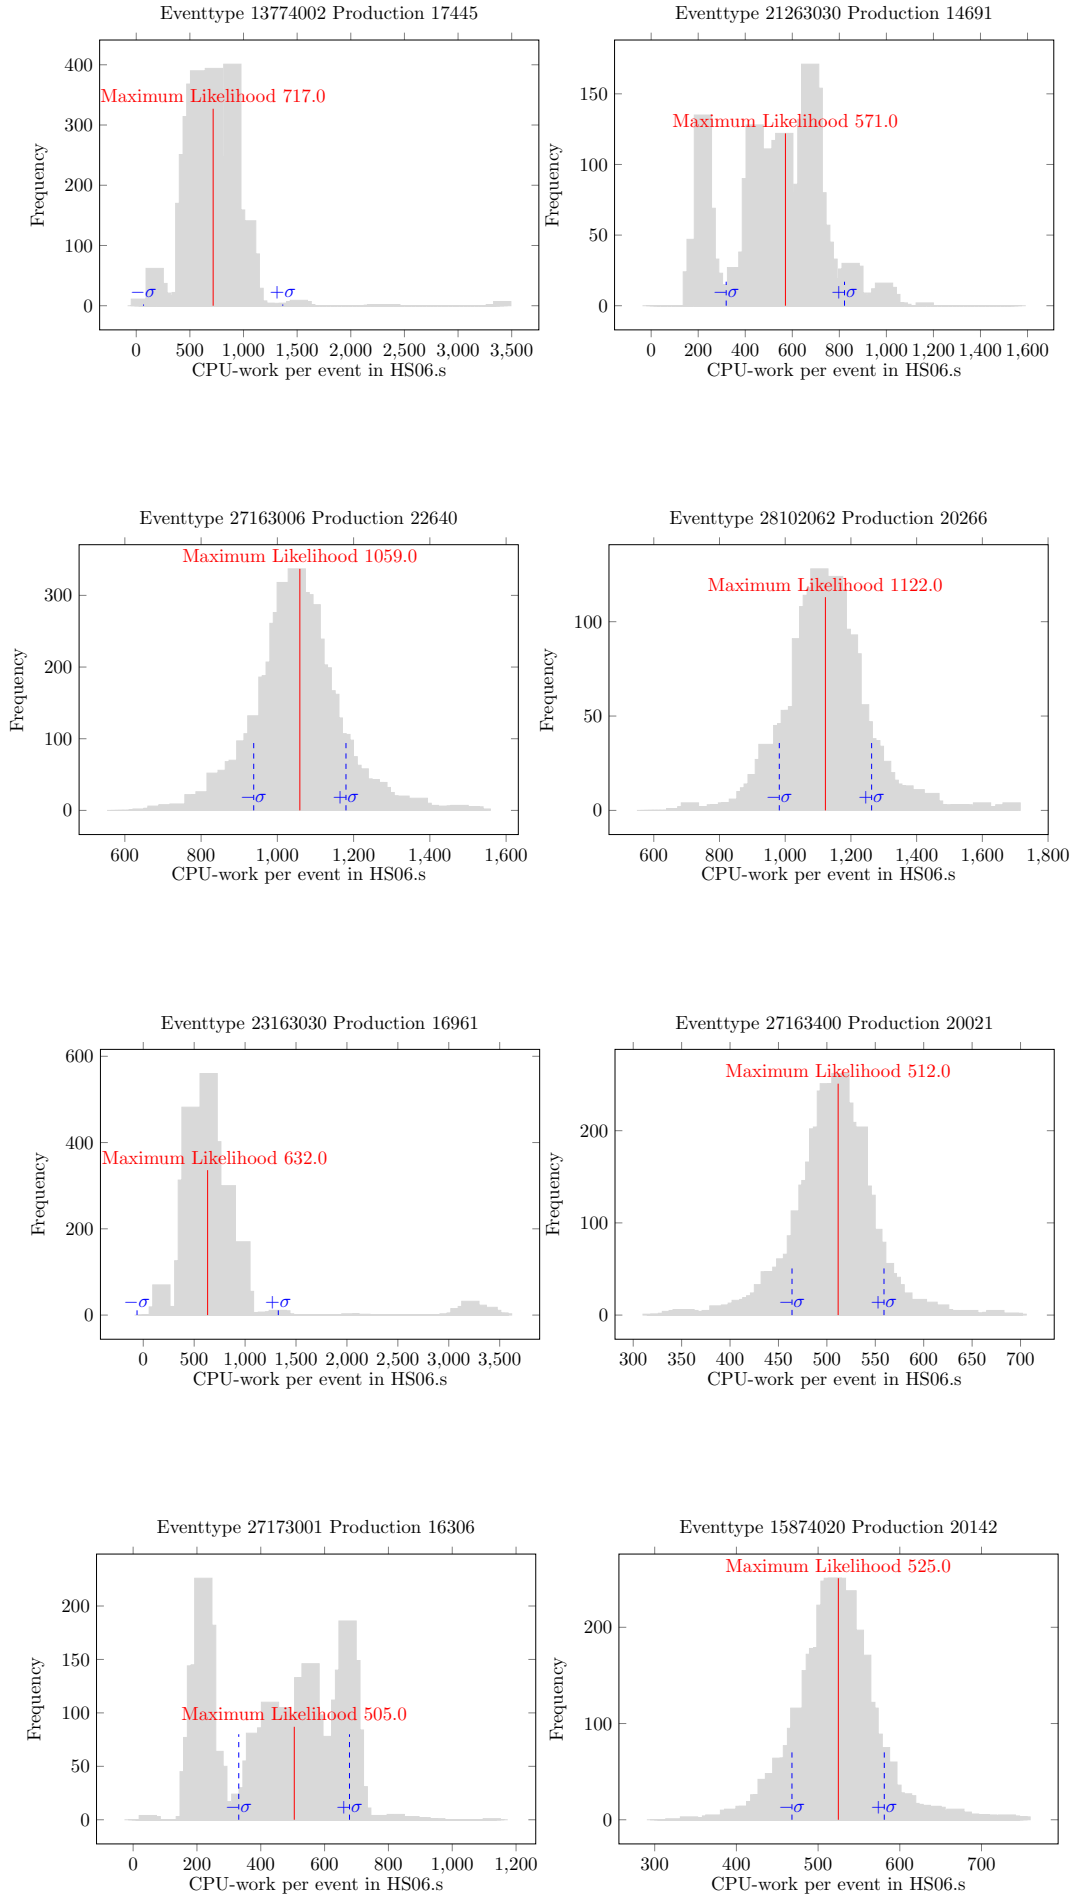 Eventtype 13774002 Production 17445
400
300
200
100
0
Frequency
Maximum Likelihood 717.0
−σ
+σ
0 500 1,000 1,500 2,000 2,500 3,000 3,500
CPU-work per event in HS06.s
Eventtype 21263030 Production 14691
150
100
50
0
Frequency
Maximum Likelihood 571.0
−σ
+σ
0 200 400 600 800 1,000 1,200 1,400 1,600
CPU-work per event in HS06.s
Eventtype 27163006 Production 22640
300
200
100
0
Frequency
Maximum Likelihood 1059.0
−σ
+σ
600 800 1,000 1,200 1,400 1,600
CPU-work per event in HS06.s
Eventtype 28102062 Production 20266
100
50
0
Frequency
Maximum Likelihood 1122.0
−σ
+σ
600 800 1,000 1,200 1,400 1,600 1,800
CPU-work per event in HS06.s
Eventtype 23163030 Production 16961
600
400
200
0
Frequency
Maximum Likelihood 632.0
−σ
+σ
0 500 1,000 1,500 2,000 2,500 3,000 3,500
CPU-work per event in HS06.s
Eventtype 27163400 Production 20021
200
100
0
Frequency
Maximum Likelihood 512.0
−σ
+σ
300 350 400 450 500 550 600 650 700
CPU-work per event in HS06.s
Eventtype 27173001 Production 16306
200
150
100
50
0
Frequency
Maximum Likelihood 505.0
−σ
+σ
0 200 400 600 800 1,000 1,200
CPU-work per event in HS06.s
Eventtype 15874020 Production 20142
200
100
0
Frequency
Maximum Likelihood 525.0
−σ
+σ
300 400 500 600 700
CPU-work per event in HS06.s